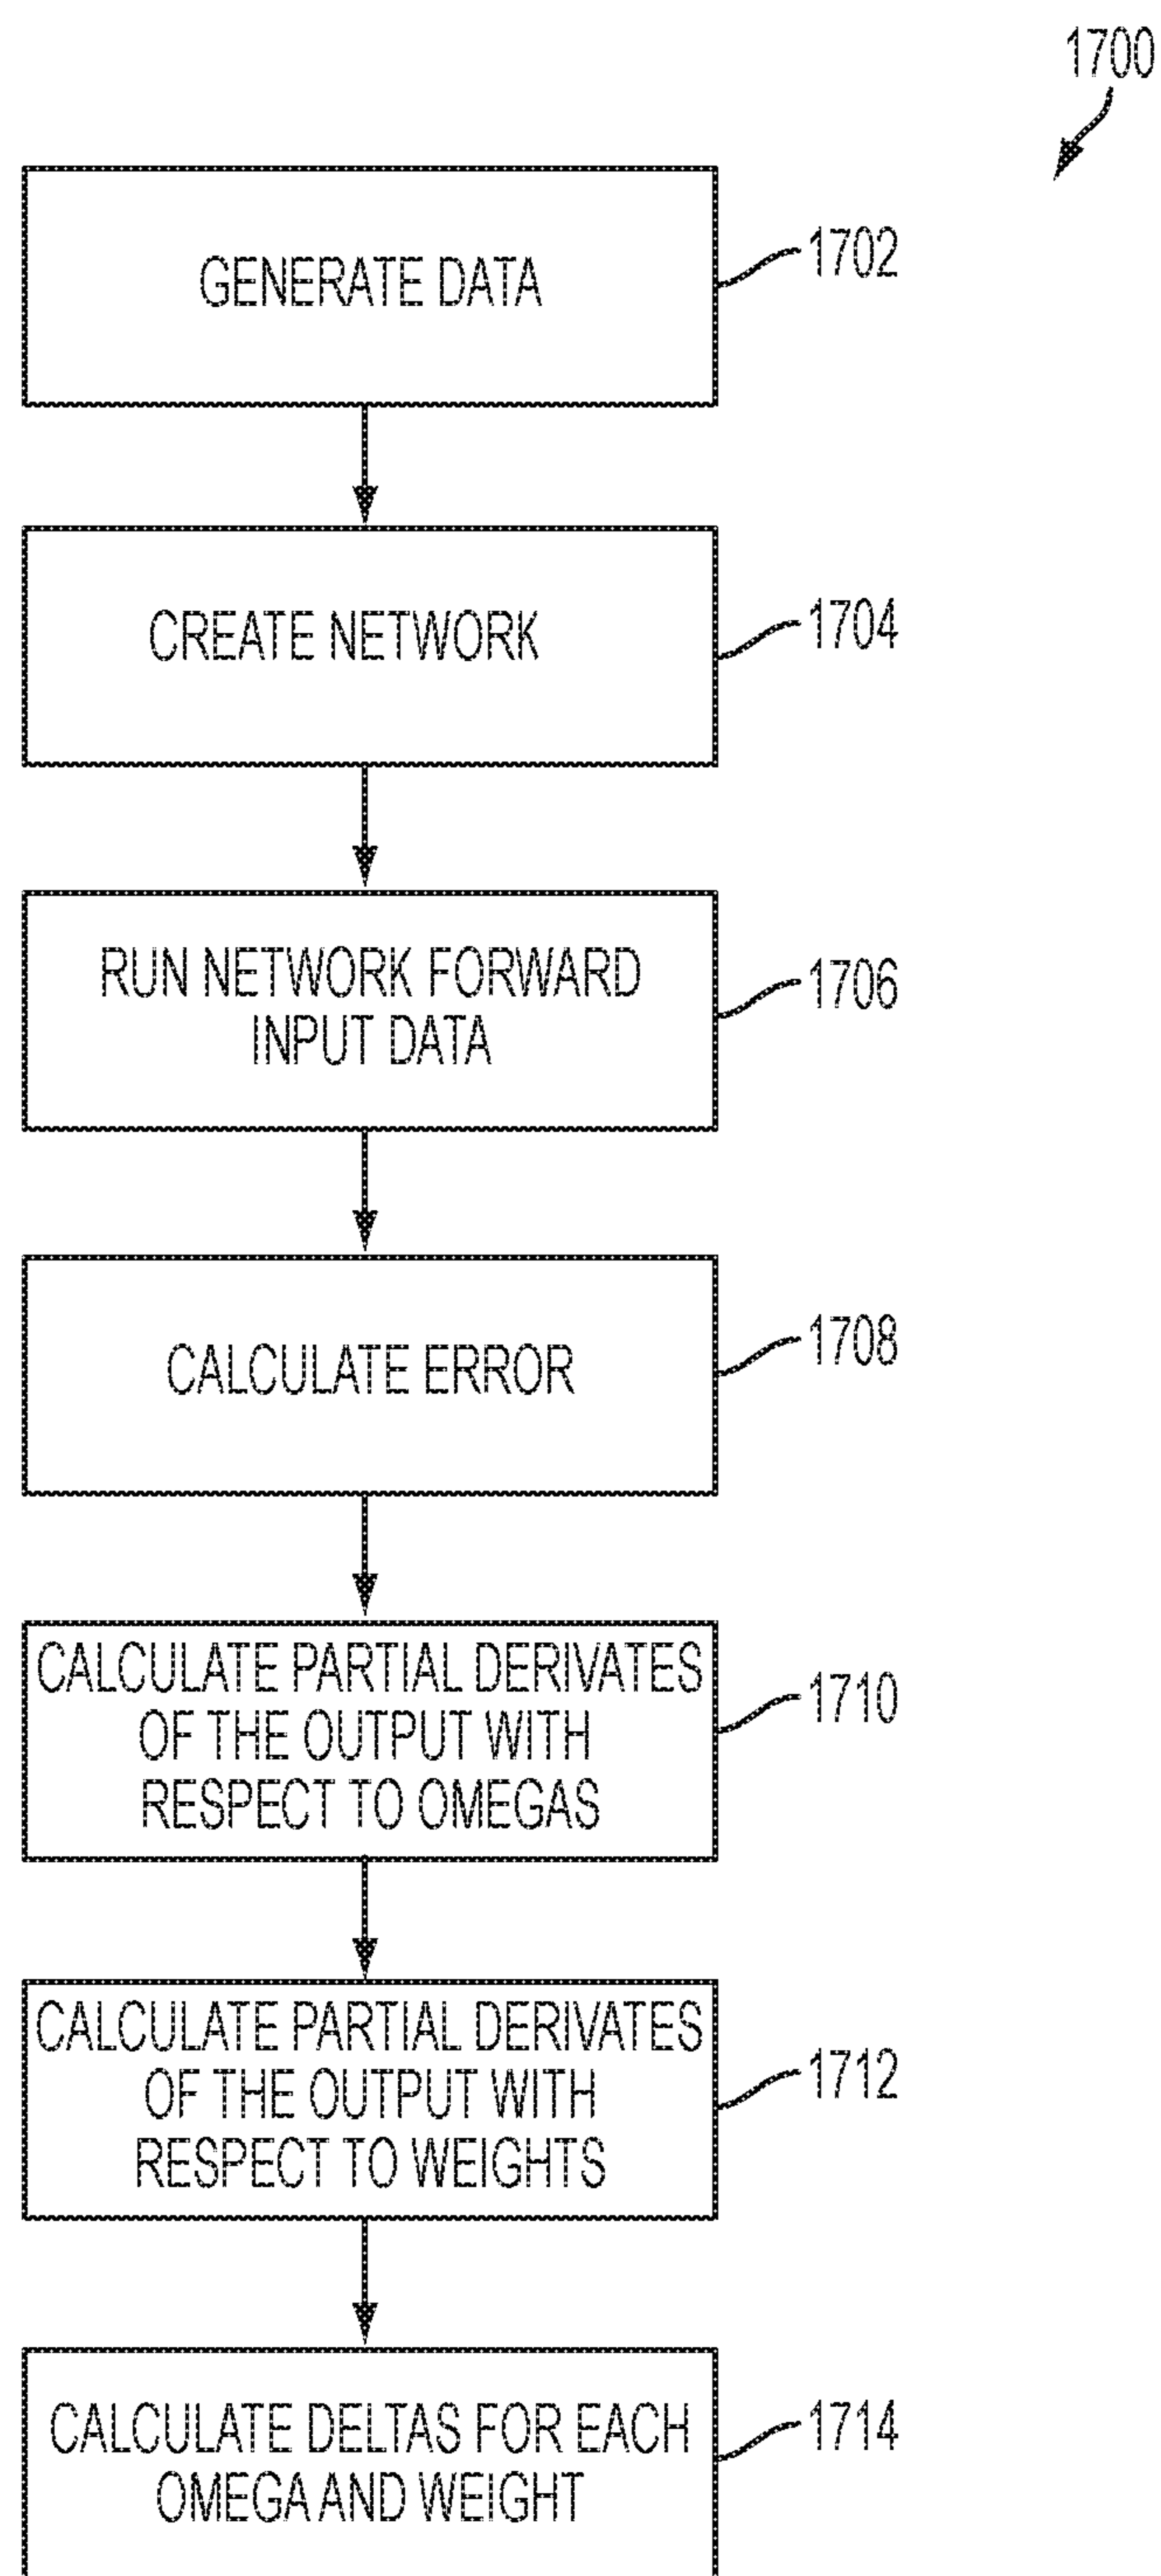 1700
GENERATE DATA
1702
CREATE NETWORK
1704
RUN NETWORK FORWARD
INPUT DATA
1706
CALCULATE ERROR
1708
CALCULATE PARTIAL DERIVATES
OF THE OUTPUT WITH
RESPECT TO OMEGAS
1710
CALCULATE PARTIAL DERIVATES
OF THE OUTPUT WITH
RESPECT TO WEIGHTS
1712
CALCULATE DELTAS FOR EACH
OMEGA AND WEIGHT
1714